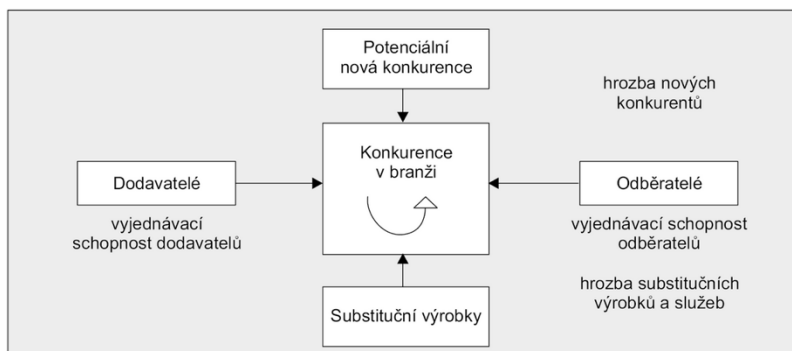 Potenciální
nová konkurence
hrozba nových
konkurentů
Konkurence
v branži
Dodavatelé
Odběratelé
vyjednávací
schopnost dodavatelů
vyjednávací schopnost
odběratelů
hrozba substitučních
výrobků a služeb
Substituční výrobky